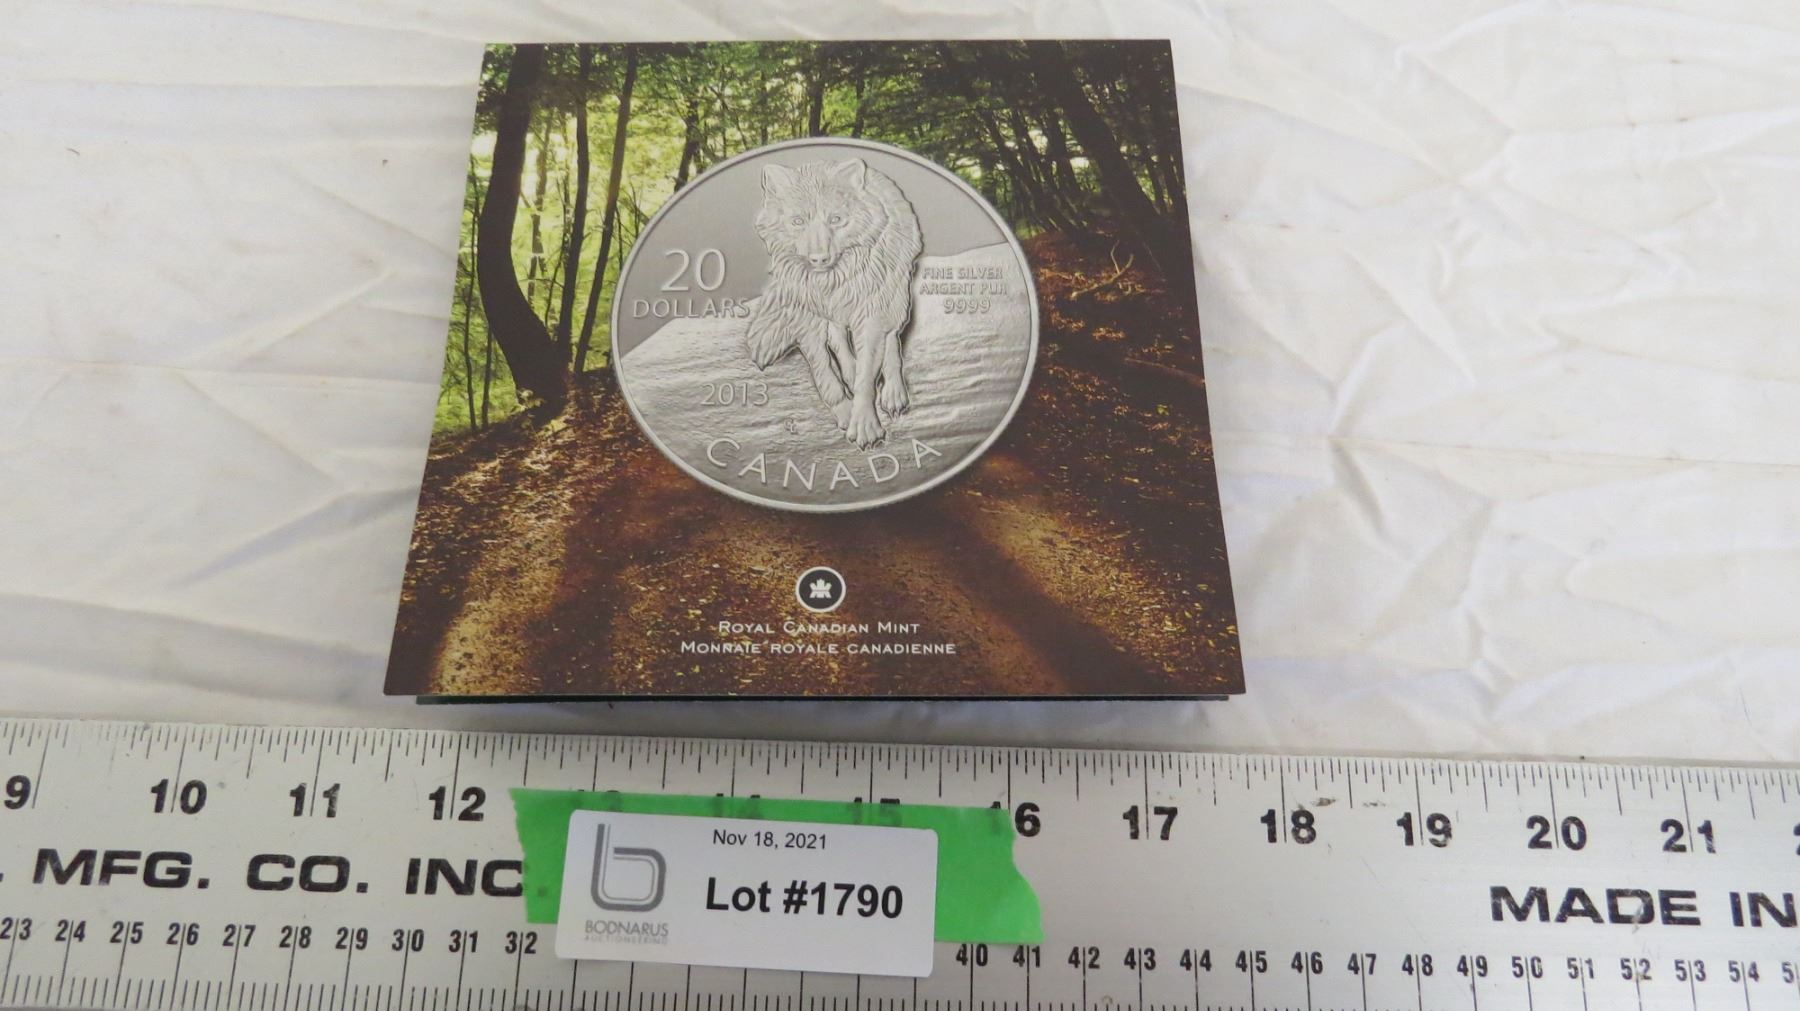 20
DOLLARS
FINE SILVER
ARGENT PUR
9999
2013
CANADA
ROYAL CANADIAN MINT
MONNAIE ROYALE CANADIENNE
9 10 11 12 16 17 18 19 20 21
. MFG. CO. INC
MADE IN
23 24 25 26 27 28 29 30 31 32
40 41 42 43 44 45 46 47 48 49 50 51 52 53 54
Nov 18, 2021
Lot #1790
BODNARUS
AUCTIONEERING